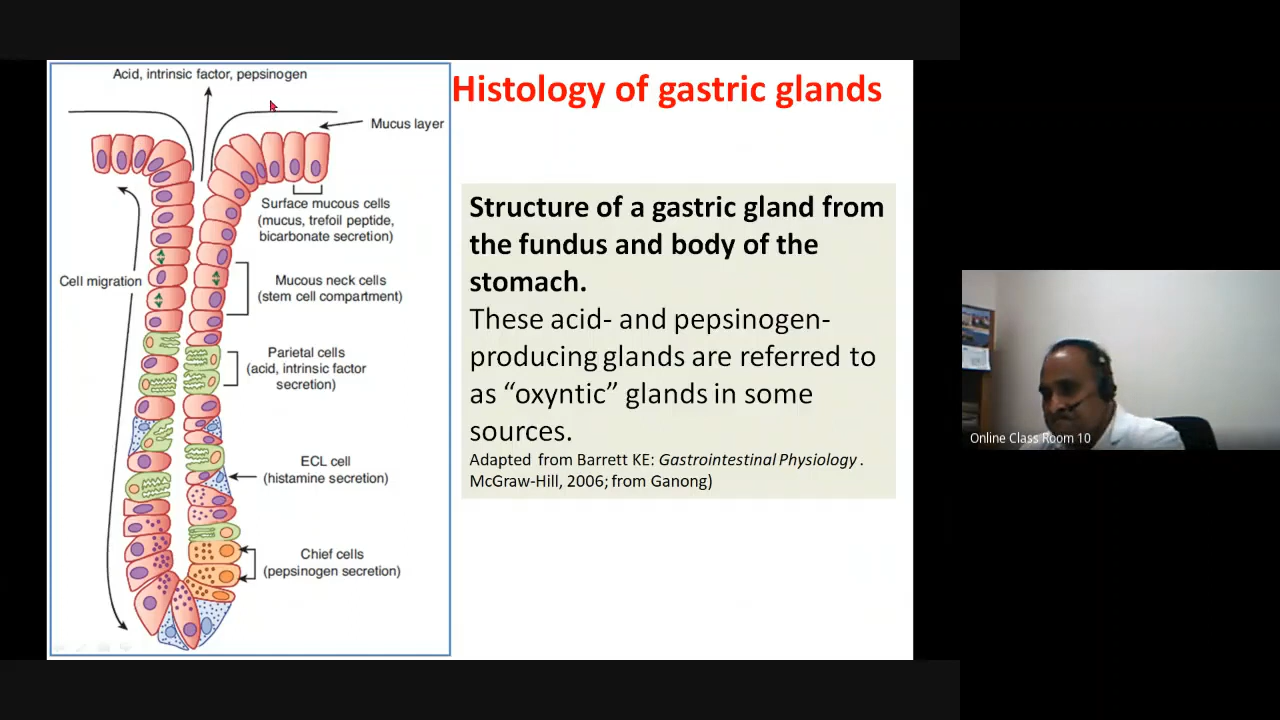 Acid, intrinsic factor, pepsinogen
Histology of gastric glands
Mucus layer
Surface mucous cells
(mucus, trefoil peptide,
bicarbonate secretion)
Cell migration
Mucous neck cells
(stem cell compartment)
Parietal cells
(acid, intrinsic factor
secretion)
ECL cell
(histamine secretion)
Chief cells
(pepsinogen secretion)
Structure of a gastric gland from
the fundus and body of the
stomach.
These acid- and pepsinogen-
producing glands are referred to
as “oxyntic” glands in some
sources.
Adapted from Barrett KE: Gastrointestinal Physiology .
McGraw-Hill, 2006; from Ganong)
Online Class Room 10